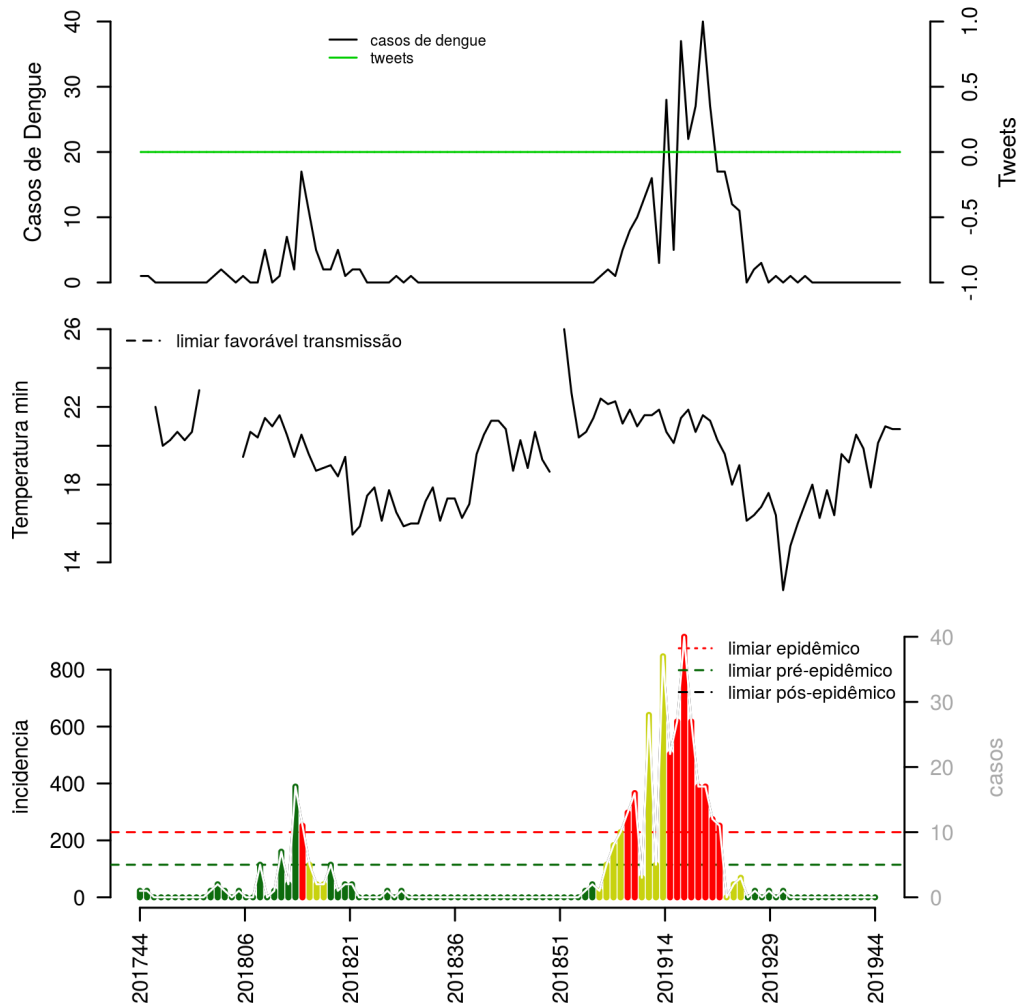 casos de dengue
tweets
Casos de Dengue
0
10
20
30
40
Tweets
-1.0
-0.5
0.0
0.5
1.0
limiar favorável transmissão
Temperatura min
14
18
22
26
limiar epidêmico
limiar pré-epidêmico
limiar pós-epidêmico
incidencia
0
200
400
600
800
casos
0
10
20
30
40
201744
201806
201821
201836
201851
201914
201929
201944